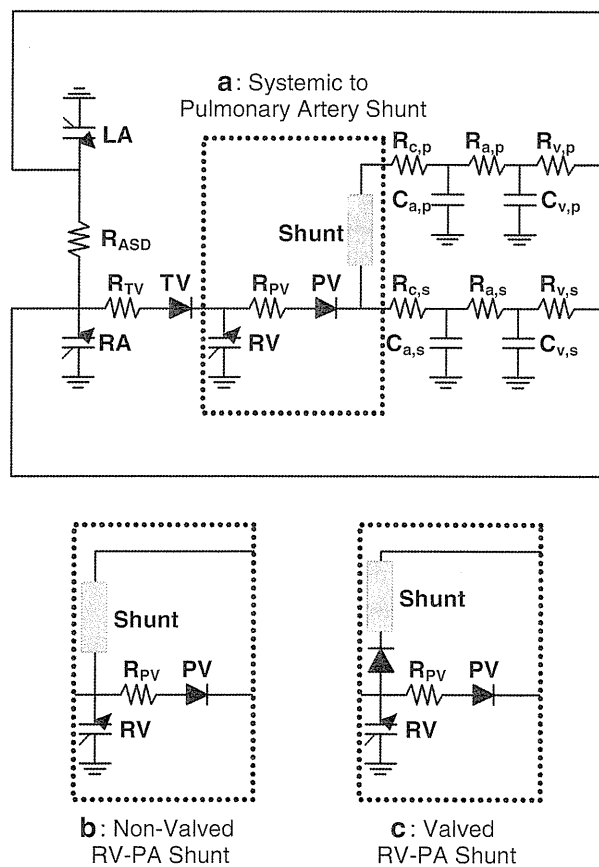 a: Systemic to
Pulmonary Artery Shunt
LA
R_c,p R_a,p R_v,p
C_a,p C_v,p
Shunt
R_ASD
R_TV TV R_PV PV R_c,s R_a,s R_v,s
RA RV C_a,s C_v,s
Shunt
R_PV PV
RV
b: Non-Valved
RV-PA Shunt
Shunt
R_PV PV
RV
c: Valved
RV-PA Shunt